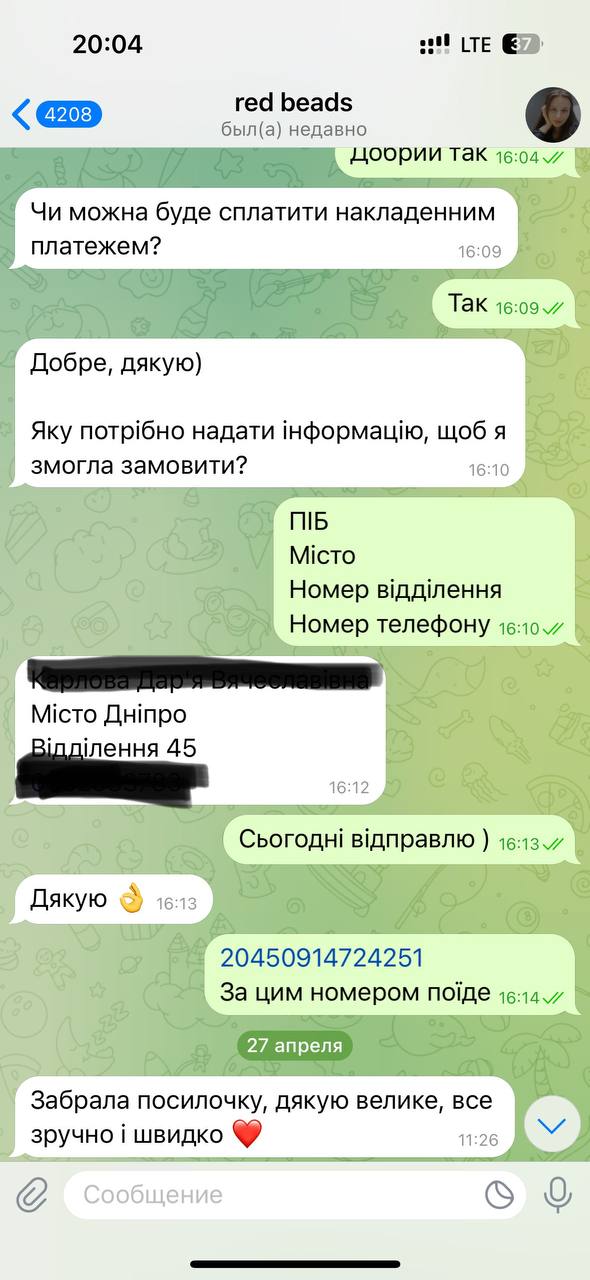 20:04
LTE
37
4208
red beads
был(а) недавно
Добрий так 16:04
Чи можна буде сплатити накладенним
платежем?
16:09
Так 16:09
Добре, дякую)
Яку потрібно надати інформацію, щоб я
змогла замовити?
16:10
ПІБ
Місто
Номер відділення
Номер телефону 16:10
Місто Дніпро
Відділення 45
16:12
Сьогодні відправлю ) 16:13
Дякую 👌 16:13
20450914724251
За цим номером поїде 16:14
27 апреля
Забрала посилочку, дякую велике, все
зручно і швидко ❤️
11:26
Сообщение